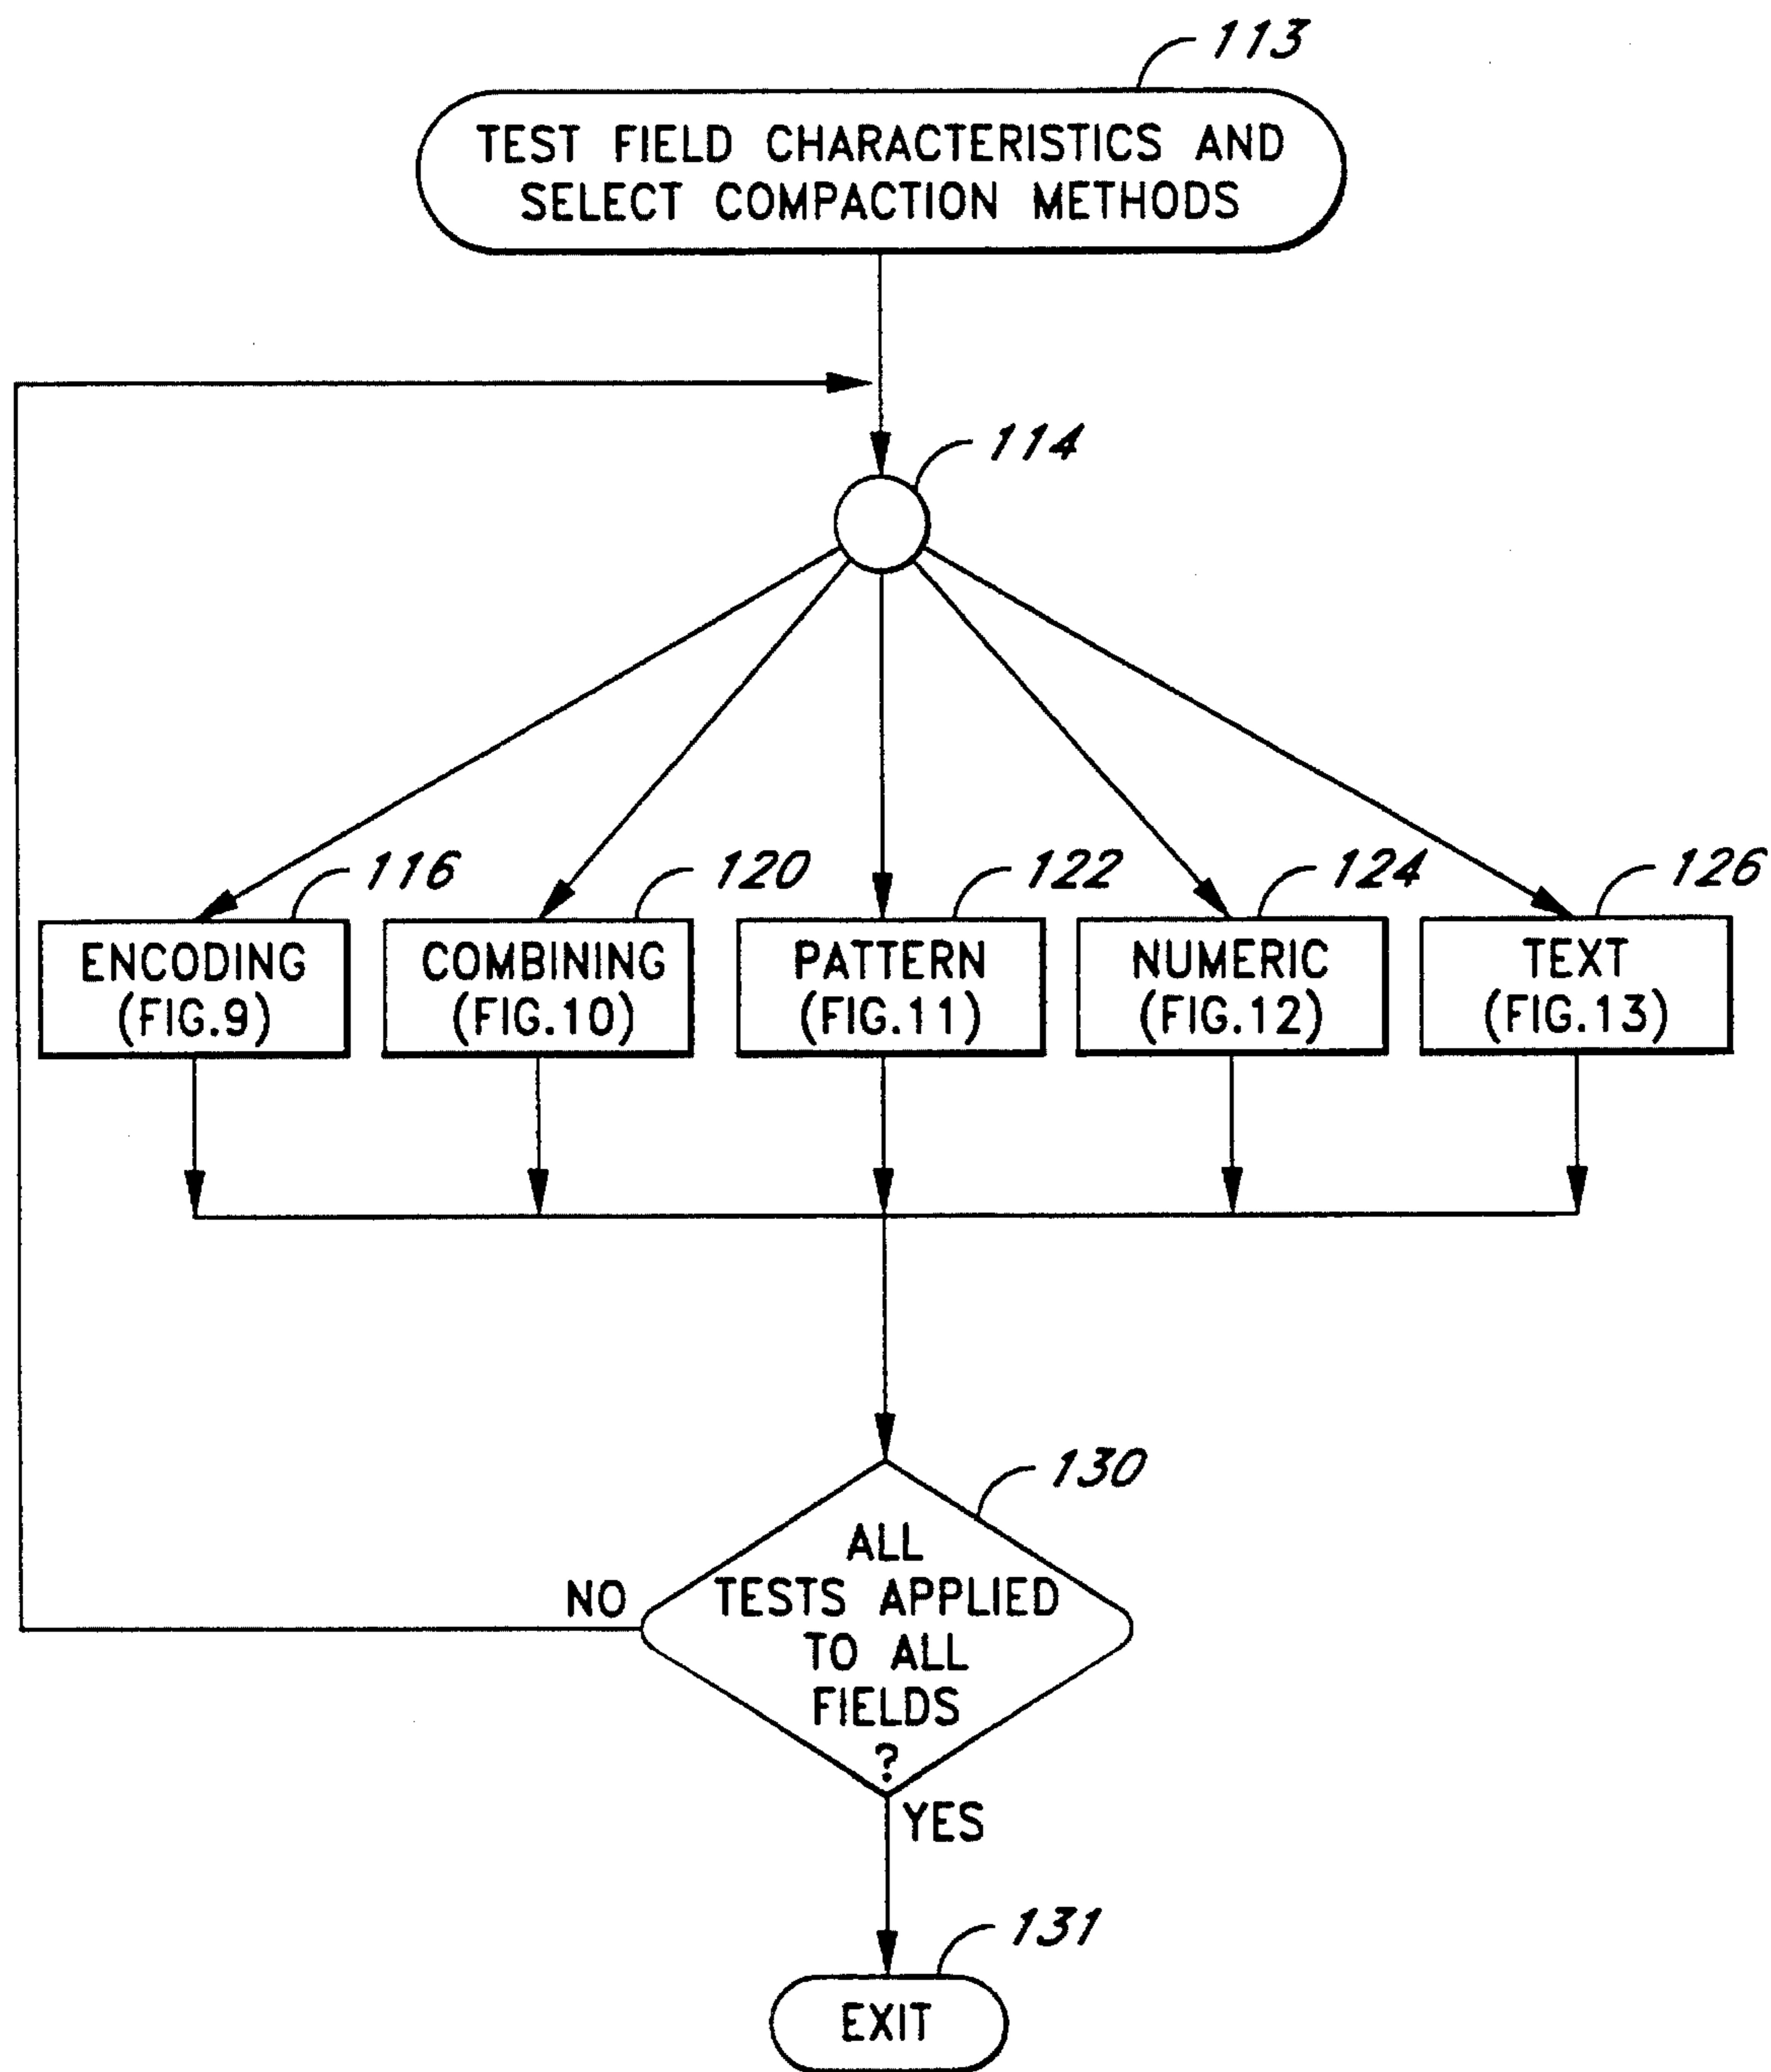 113
TEST FIELD CHARACTERISTICS AND
SELECT COMPACTION METHODS
114
116
120
122
124
126
ENCODING
(FIG.9)
COMBINING
(FIG.10)
PATTERN
(FIG.11)
NUMERIC
(FIG.12)
TEXT
(FIG.13)
130
ALL
TESTS APPLIED
TO ALL
FIELDS
?
NO
YES
131
EXIT